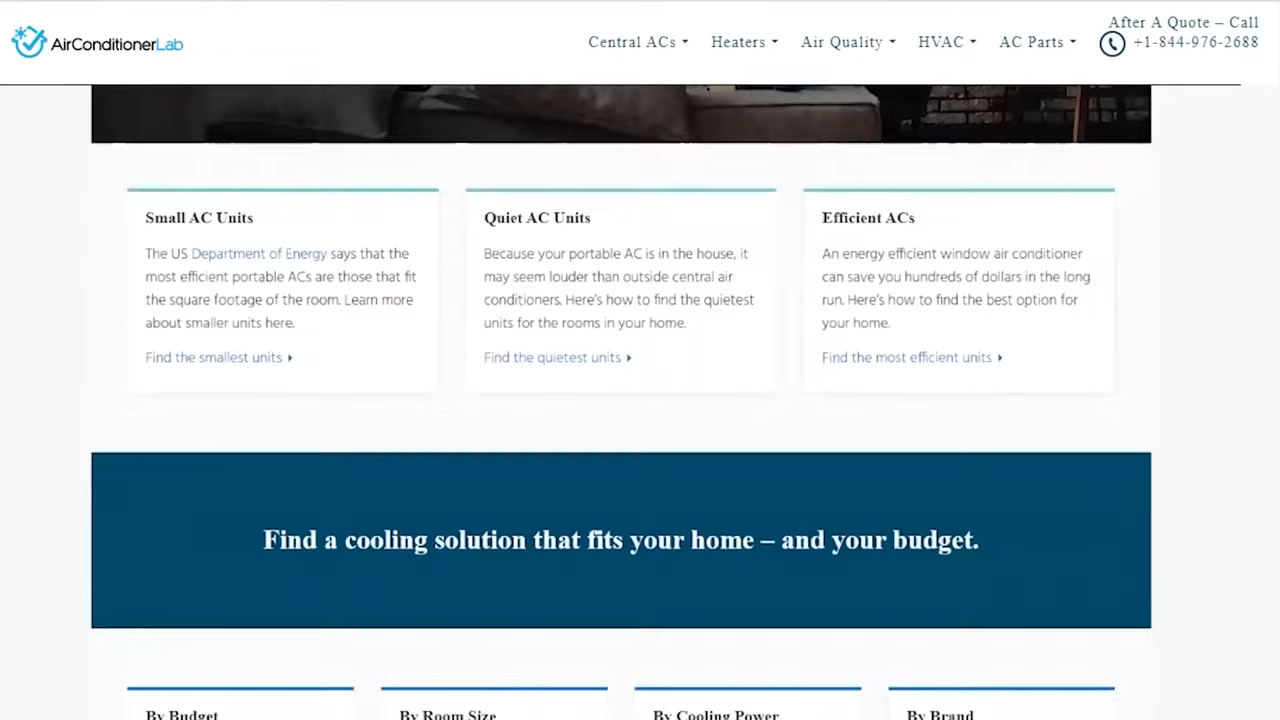 After A Quote – Call
AirConditionerLab
Central ACs
Heaters
Air Quality
HVAC
AC Parts
+1-844-976-2688
Small AC Units
The US Department of Energy says that the
most efficient portable ACs are those that fit
the square footage of the room. Learn more
about smaller units here.
Find the smallest units
Quiet AC Units
Because your portable AC is in the house, it
may seem louder than outside central air
conditioners. Here's how to find the quietest
units for the rooms in your home.
Find the quietest units
Efficient ACs
An energy efficient window air conditioner
can save you hundreds of dollars in the long
run. Here's how to find the best option for
your home.
Find the most efficient units
Find a cooling solution that fits your home – and your budget.
By Budget
By Room Size
By Cooling Power
By Brand